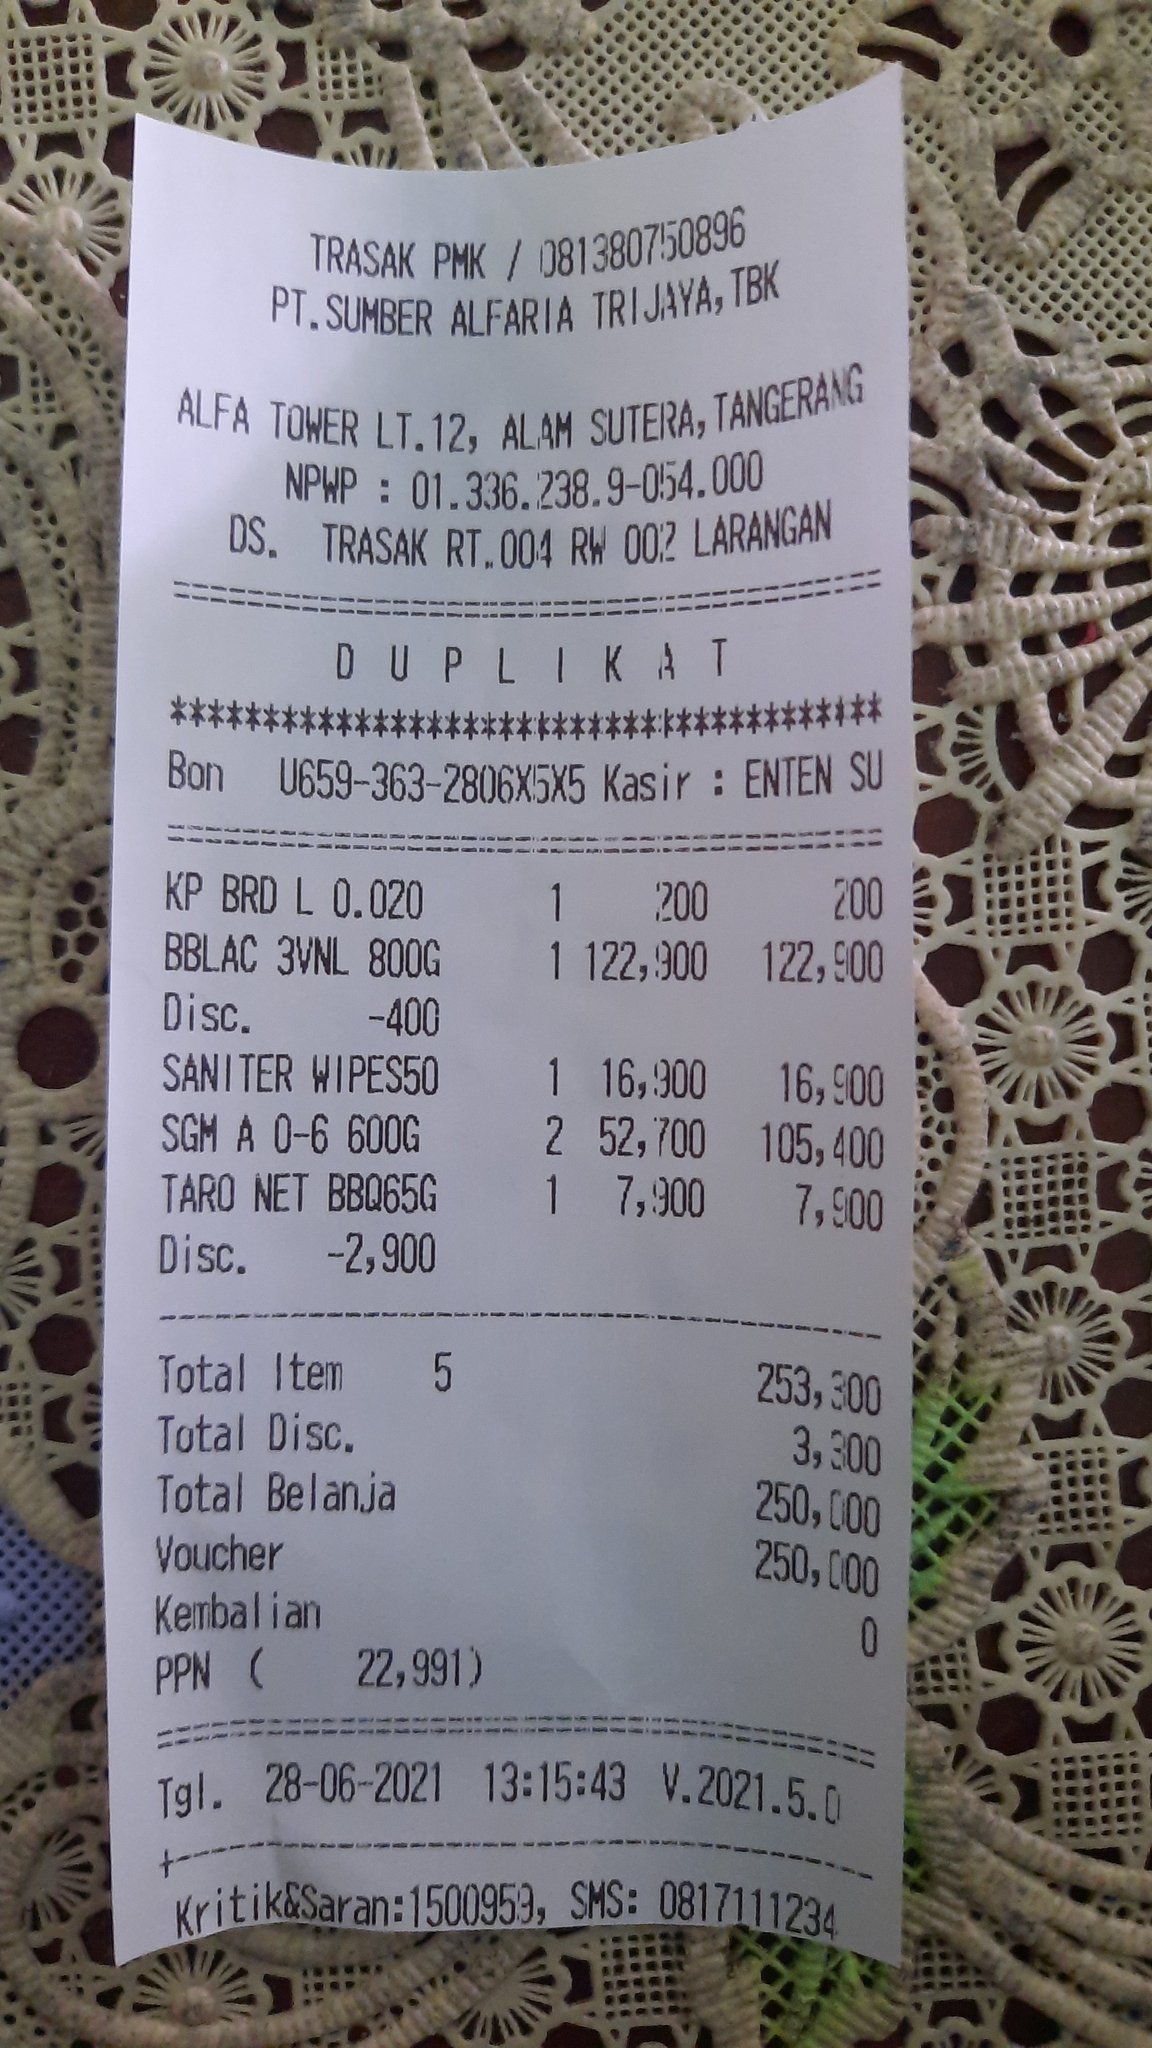 TRASAK PMK / 081380750896
PT.SUMBER ALFARIA TRIJAYA,TBK
ALFA TOWER LT.12, ALAM SUTERA,TANGERANG
NPWP : 01.336.238.9-054.000
DS. TRASAK RT.004 RW 002 LARANGAN
D U P L I K A T
***************************************
Bon U659-363-2806X5X5 Kasir : ENTEN SU
KP BRD L 0.020 1 200 200
BBLAC 3VNL 800G 1 122,900 122,900
Disc. -400
SANITER WIPES50 1 16,900 16,900
SGM A 0-6 600G 2 52,700 105,400
TARO NET BBQ65G 1 7,900 7,900
Disc. -2,900
Total Item 5 253,300
Total Disc. 3,300
Total Belanja 250,000
Voucher 250,000
Kembalian 0
PPN ( 22,991)
Tgl. 28-06-2021 13:15:43 V.2021.5.0
Kritik&Saran:1500959, SMS: 0817111234